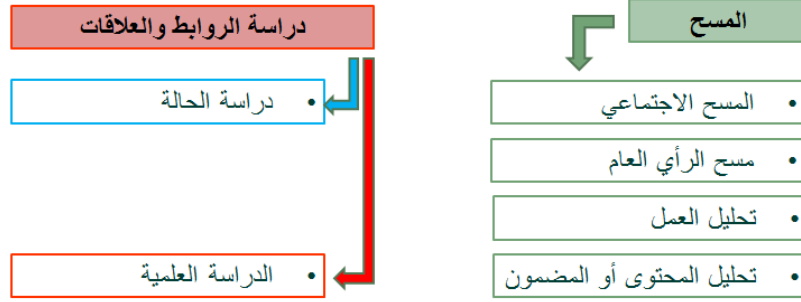 المسح
• المسح الاجتماعي
• مسح الرأي العام
• تحليل العمل
• تحليل المحتوى أو المضمون
دراسة الروابط والعلاقات
• دراسة الحالة
• الدراسة العلمية